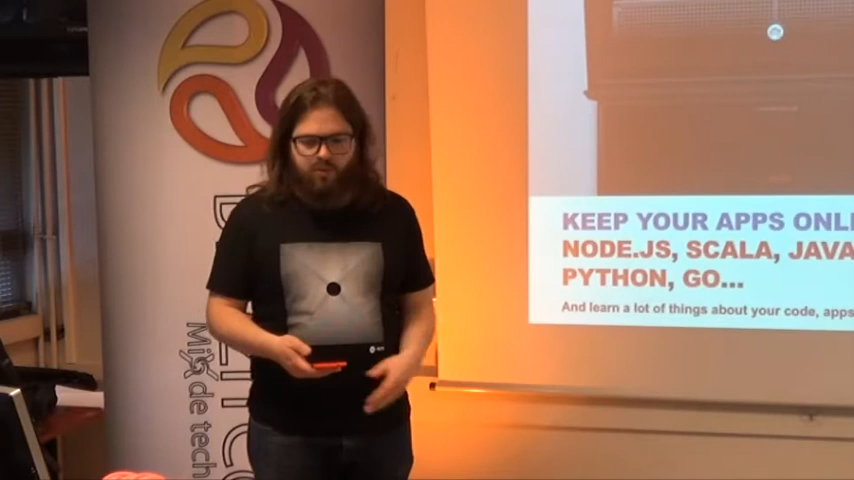 KEEP YOUR APPS ONL
NODE.JS, SCALA, JAVA
PYTHON, GO...
And learn a lot of things about your code, apps
Mix de tech